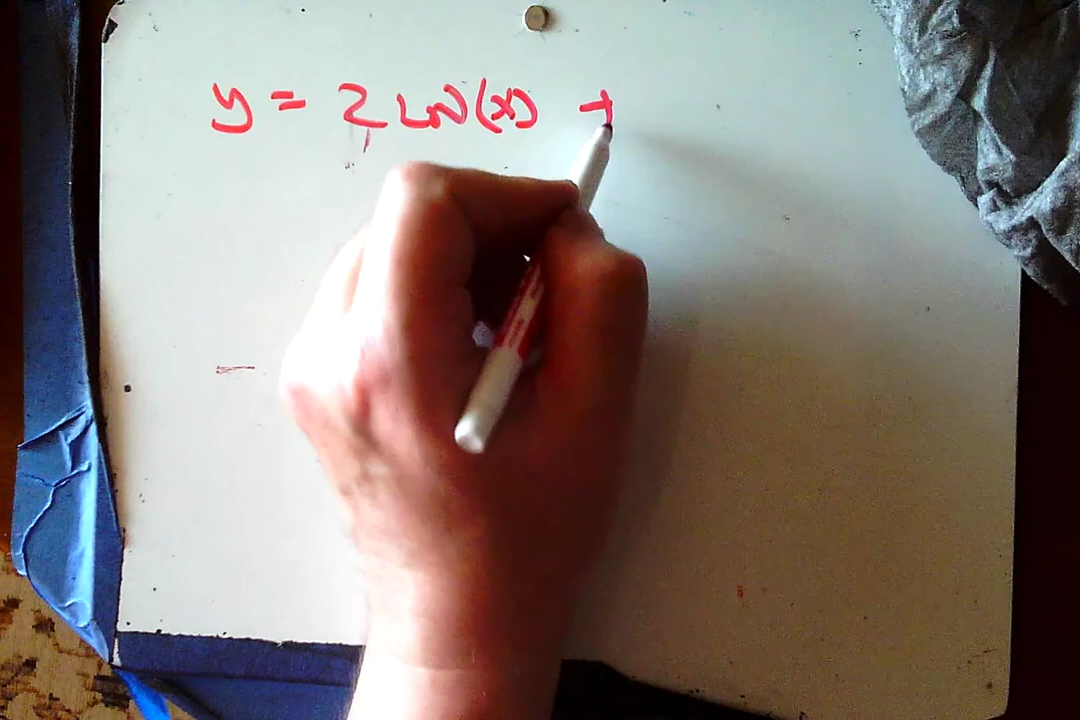 y = 2 LN(x) +